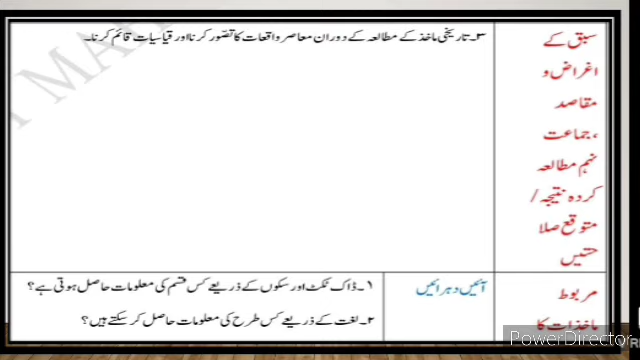 سبق کے
اغراض و
مقاصد
، جماعت
نہم مطالعہ
کردہ نتیجہ /
متوقع صلا
حیتیں
۳۔ تاریخی ماخذ کے مطالعہ کے دوران معاصر واقعات کا تصّور کرنا اور قیاسیات قائم کرنا۔
مربوط
ماخذات کا
آئیں دہرائیں
۱۔ ڈاک ٹکٹ اور سکوں کے ذریعے کس قسم کی معلومات حاصل ہوتی ہے؟
۲۔ لغت کے ذریعے کس طرح کی معلومات حاصل کر سکتے ہیں؟
PowerDirector